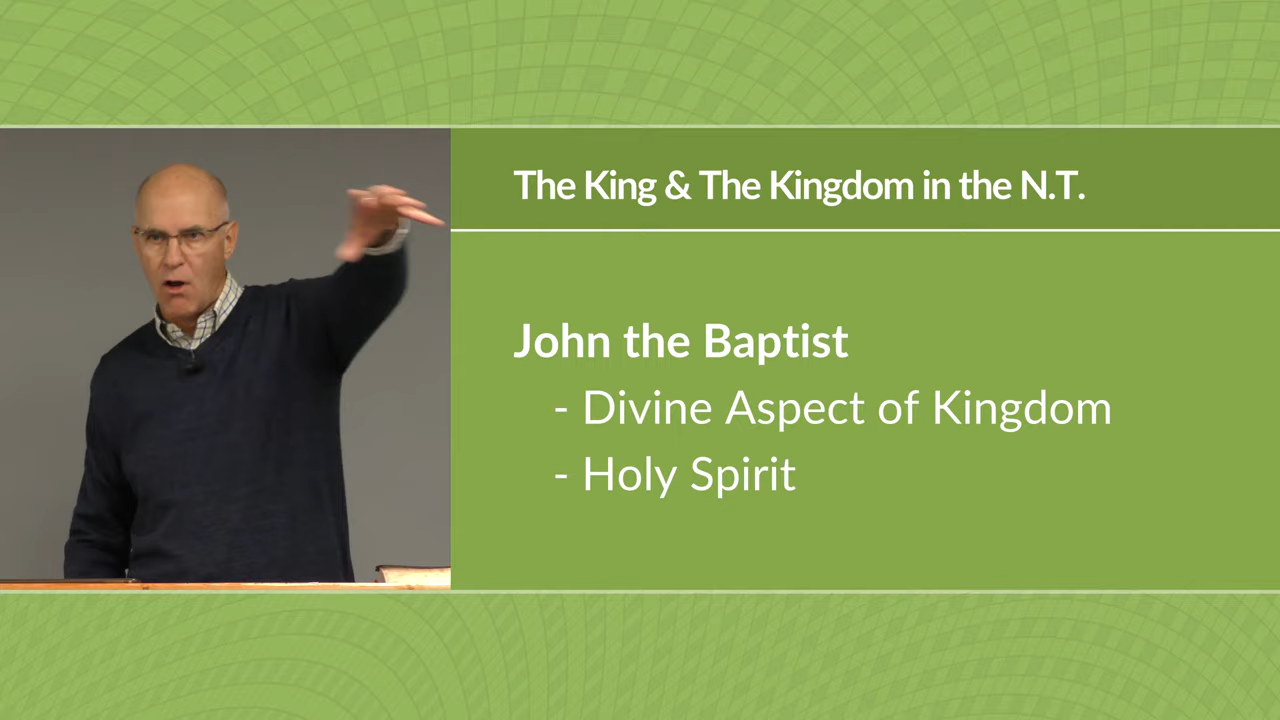 The King & The Kingdom in the N.T.
John the Baptist
- Divine Aspect of Kingdom
- Holy Spirit